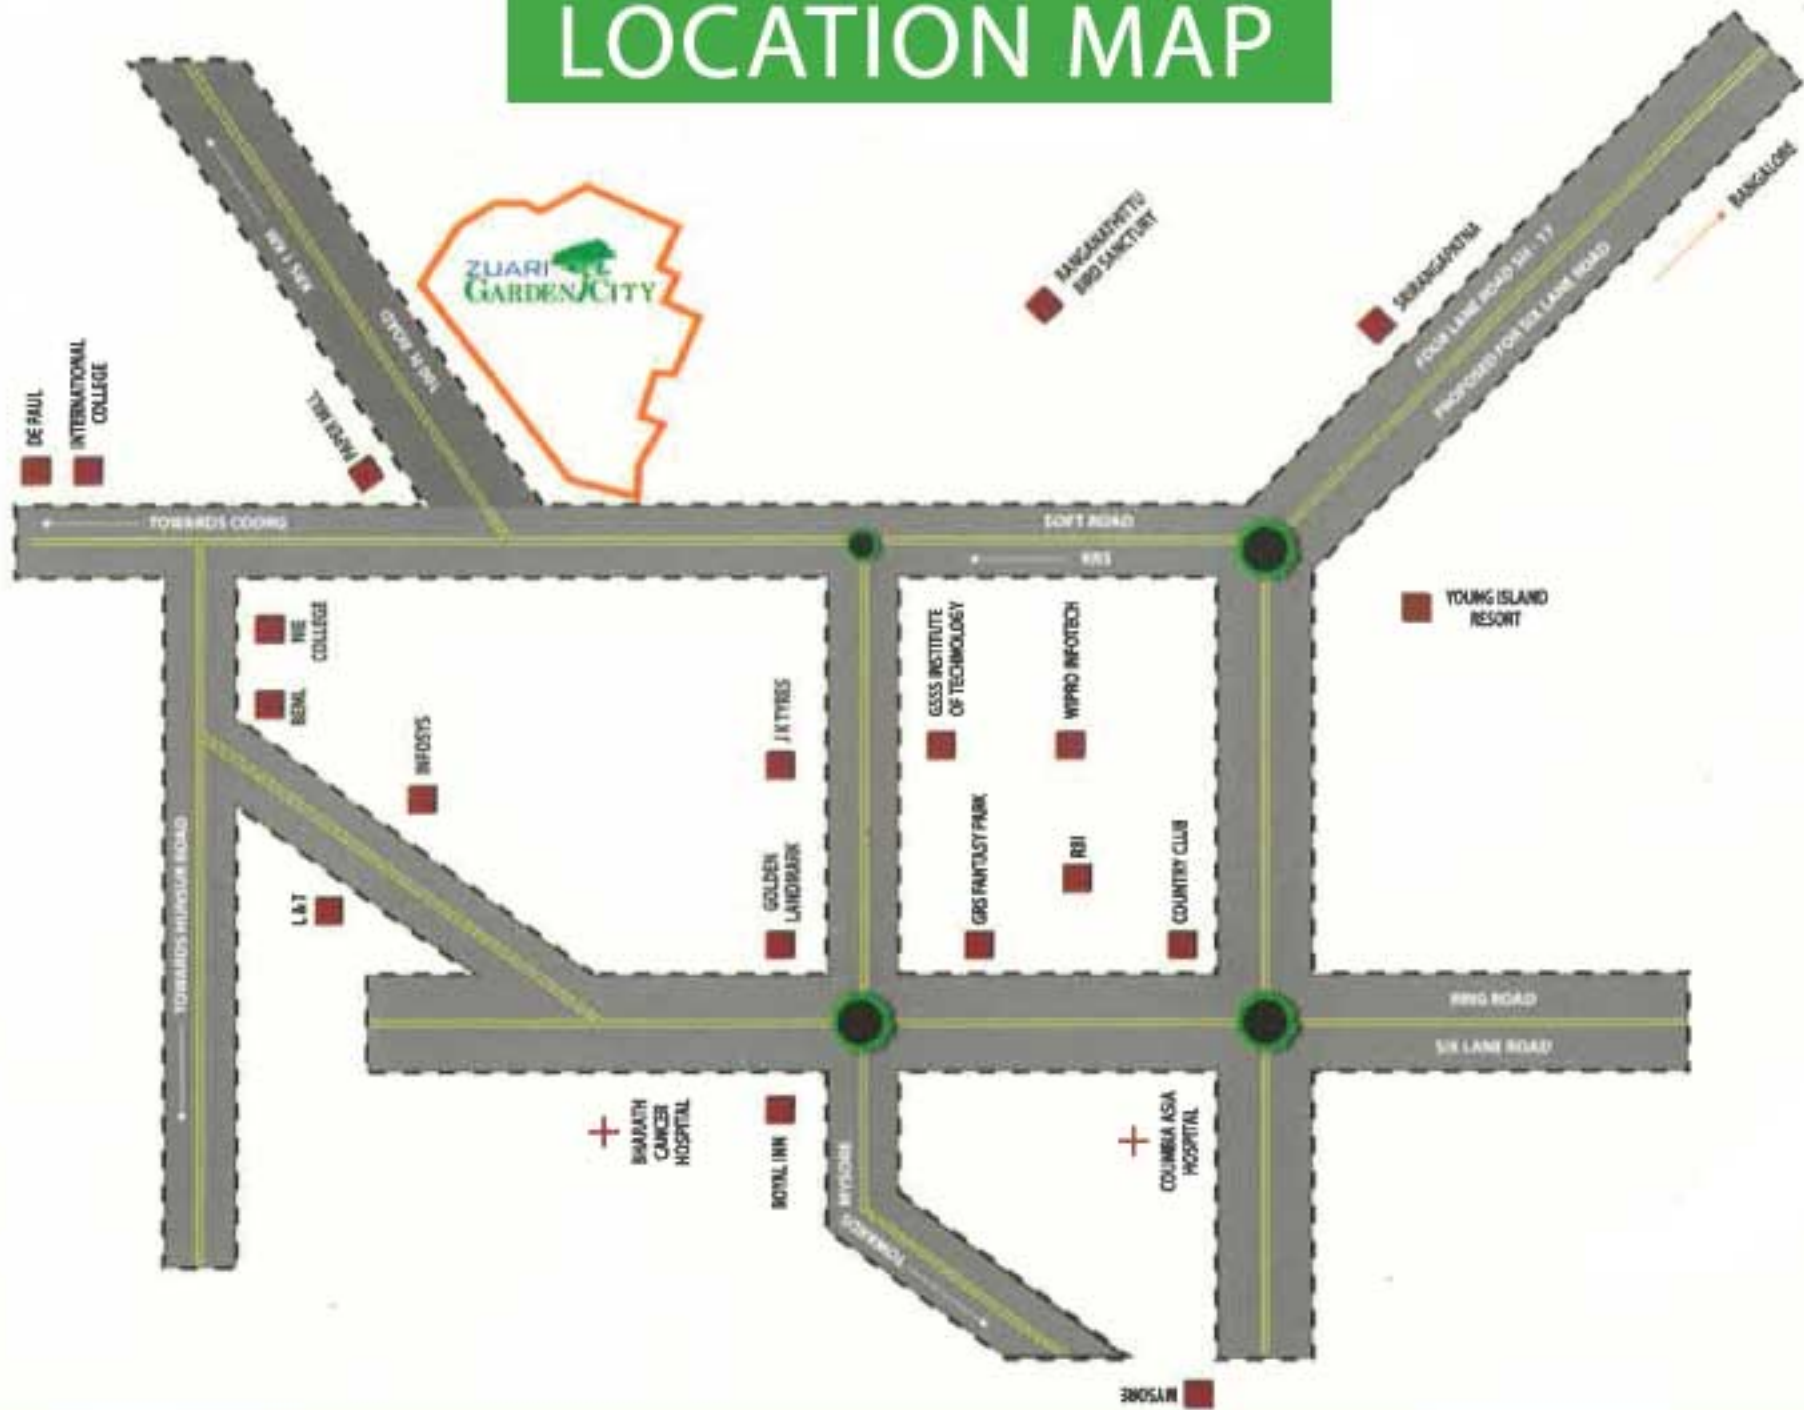 LOCATION MAP
ZUARI
GARDEN CITY
RANGANATHITTU
BIRD SANCTURY
SRIRANGAPATNA
BANGALORE
FOUR LANE ROAD SH - 17
PROPOSED FOR SIX LANE ROAD
100 ft ROAD
DE PAUL
INTERNATIONAL
COLLEGE
PAPER MILL
TOWARDS COORG
KRS
YOUNG ISLAND
RESORT
NIE
COLLEGE
BEML
INFOSYS
J K TYRES
GSSS INSTITUTE
OF TECHNOLOGY
WIPRO INFOTECH
TOWARDS HUNSUR ROAD
L & T
GOLDEN
LANDMARK
GRS FANTASY PARK
RBI
COUNTRY CLUB
RING ROAD
SIX LANE ROAD
BHARATH
CANCER
HOSPITAL
ROYAL INN
TOWARDS MYSORE
COLUMBIA ASIA
HOSPITAL
MYSORE